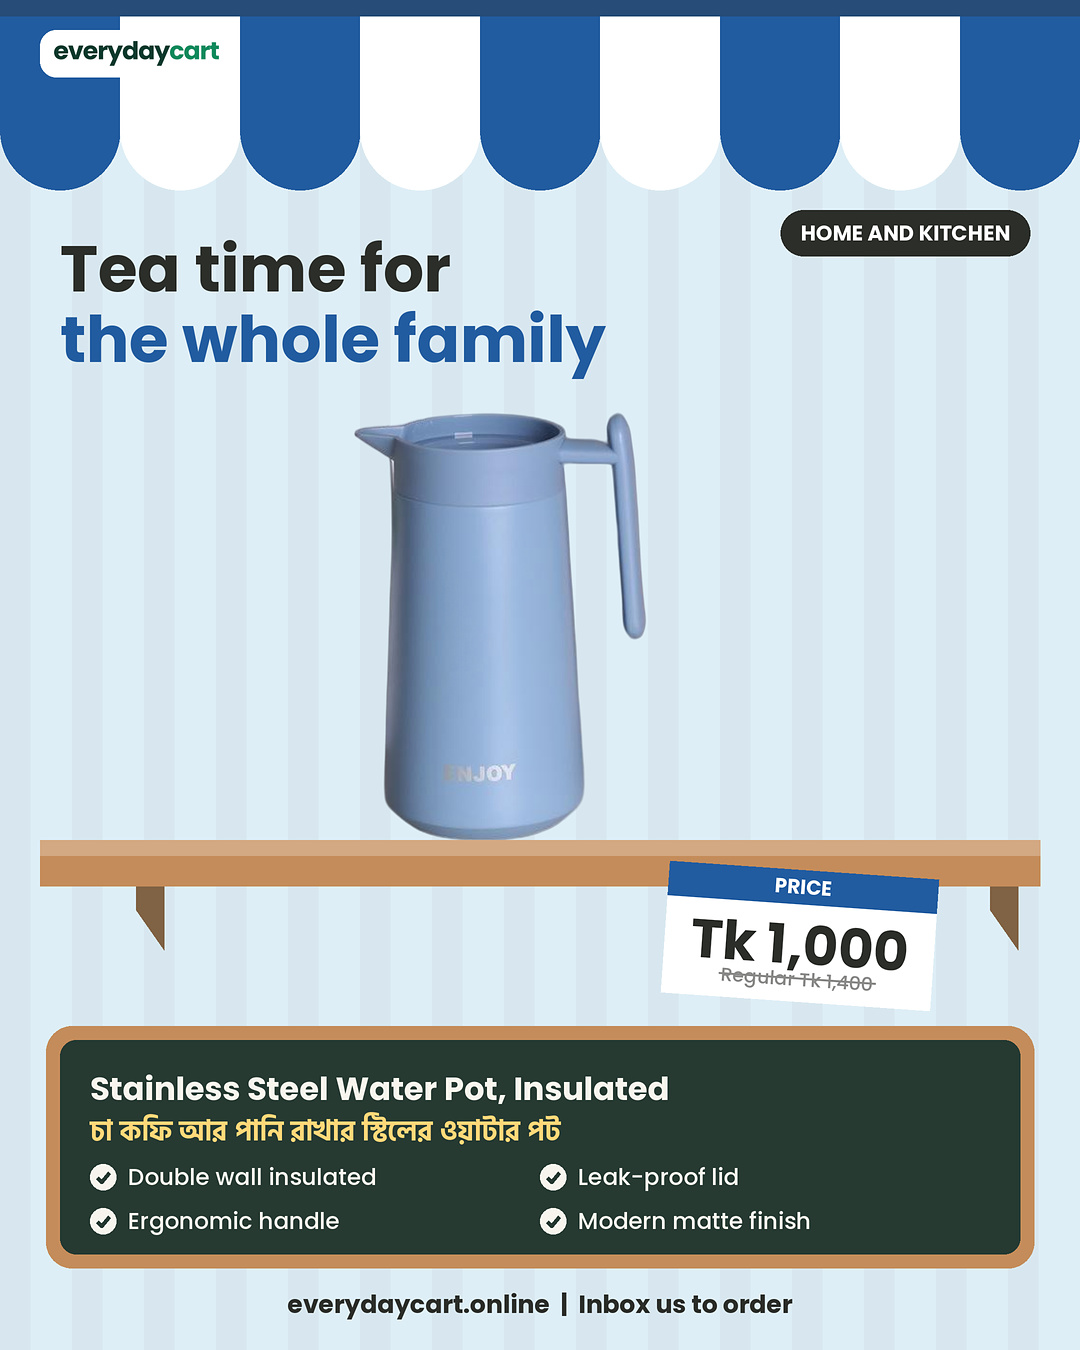 everydaycart
HOME AND KITCHEN
Tea time for
the whole family
ENJOY
PRICE
Tk 1,000
Regular Tk 1,400
Stainless Steel Water Pot, Insulated
চা কফি আর পানি রাখার স্টিলের ওয়াটার পট
Double wall insulated
Leak-proof lid
Ergonomic handle
Modern matte finish
everydaycart.online | Inbox us to order